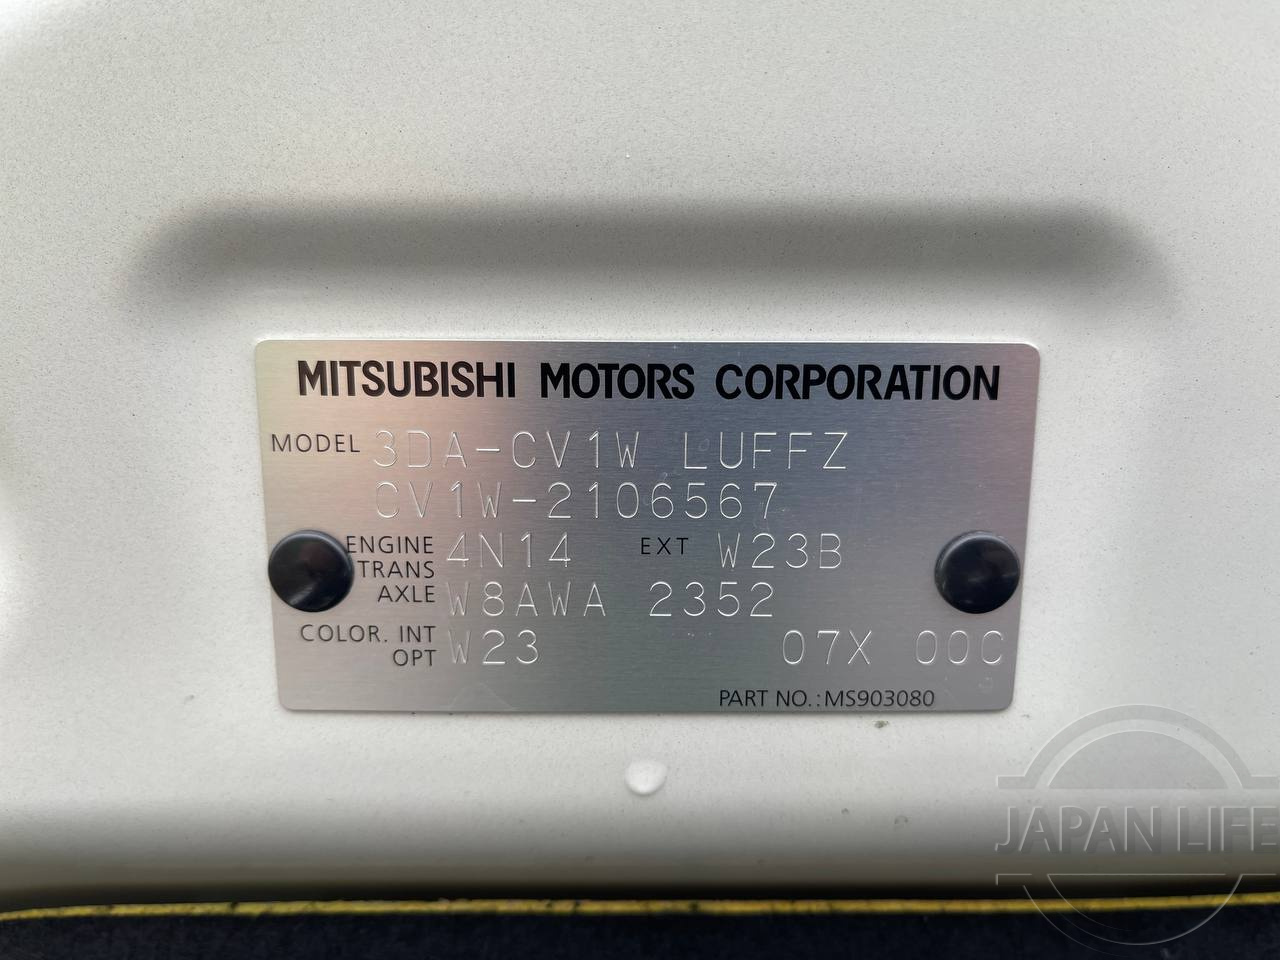 MITSUBISHI MOTORS CORPORATION
MODEL 3DA-CV1W LUFFZ
CV1W-2106567
ENGINE 4N14 EXT W23B
TRANS
AXLE W8AWA 2352
COLOR. INT
OPT W23 07X 00C
PART NO.:MS903080
JAPAN LIFE